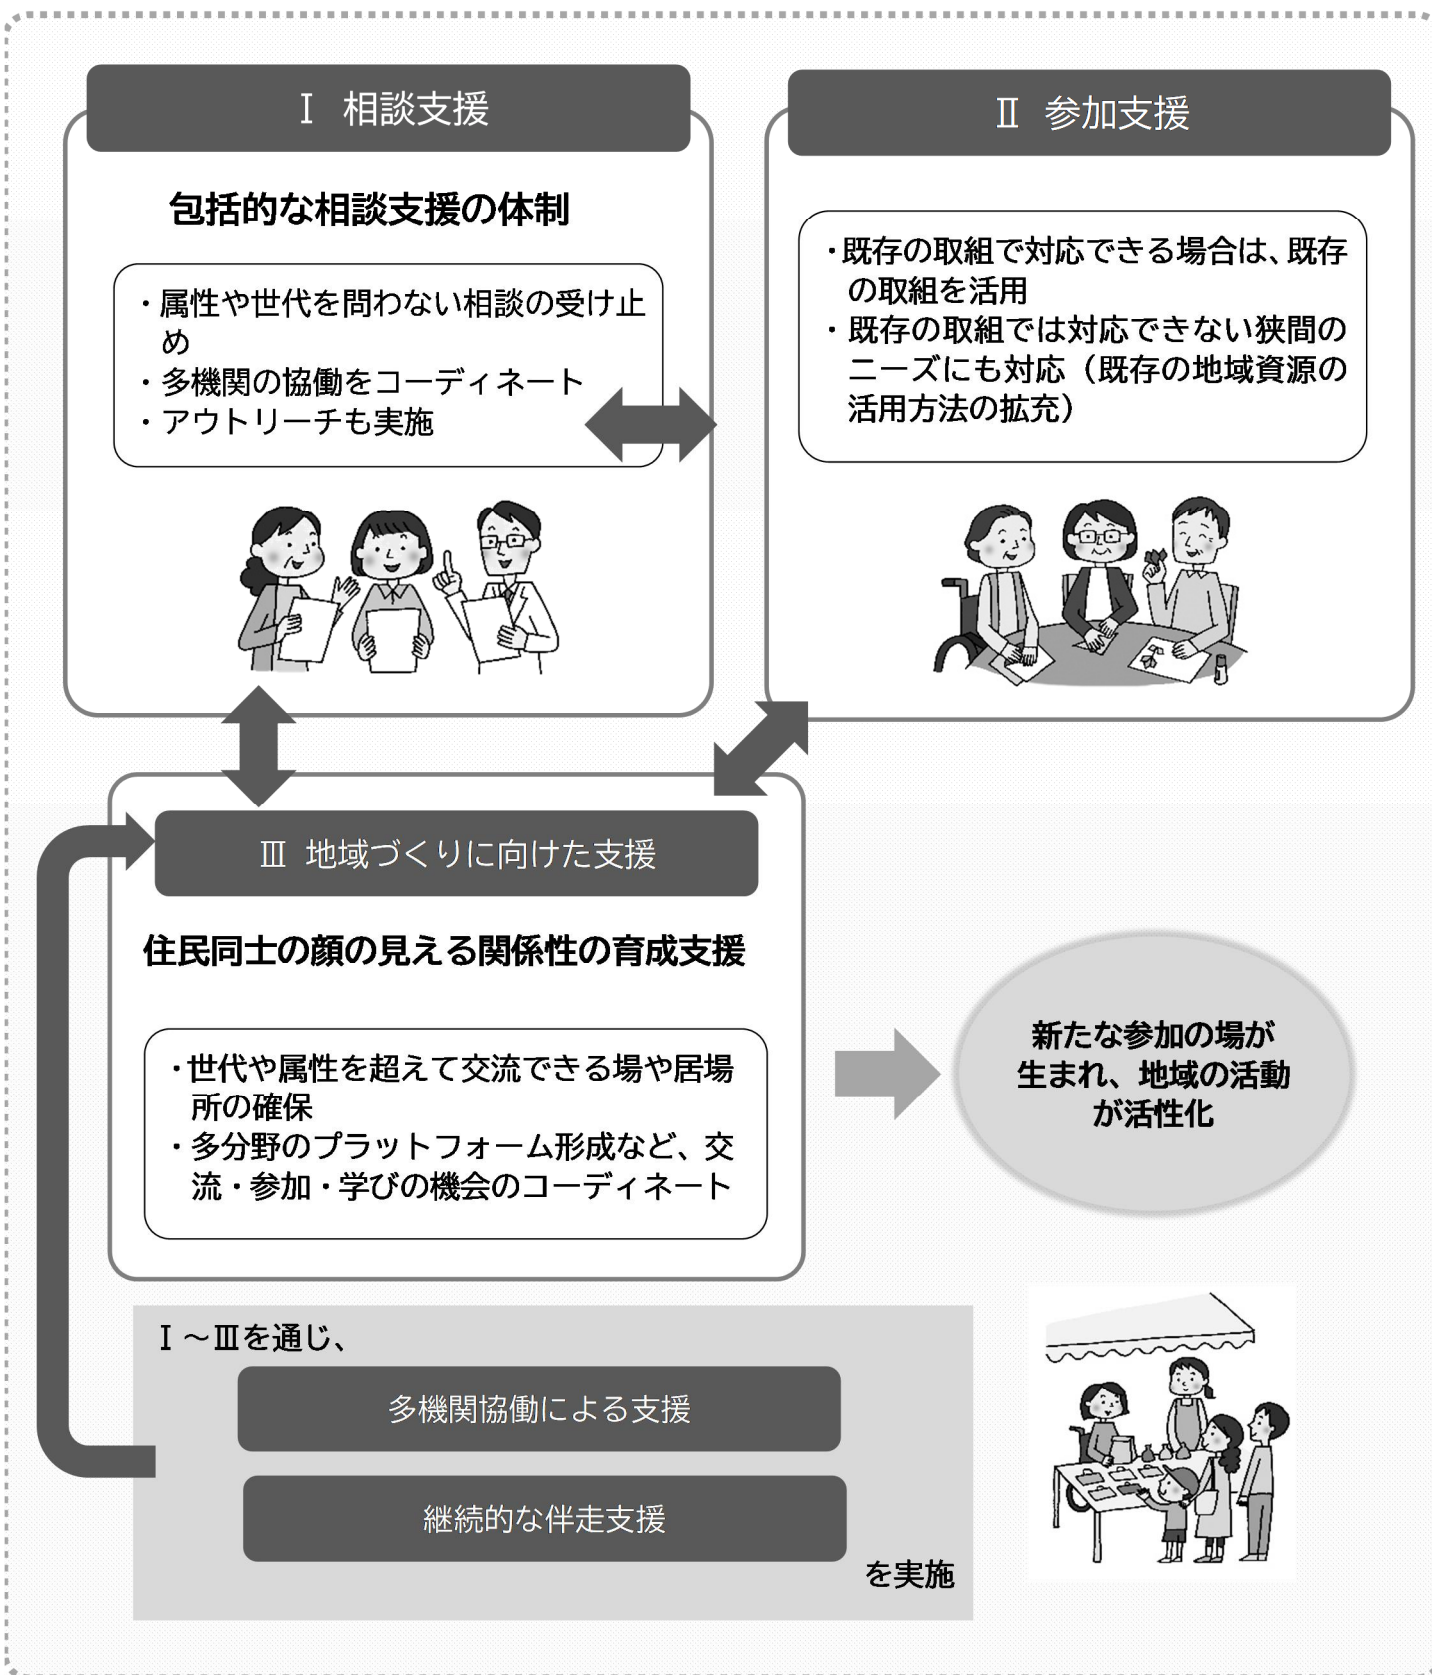 Ⅰ 相談支援
包括的な相談支援の体制
・属性や世代を問わない相談の受け止
め
・多機関の協働をコーディネート
・アウトリーチも実施
Ⅱ 参加支援
・既存の取組で対応できる場合は、既存
の取組を活用
・既存の取組では対応できない狭間の
ニーズにも対応（既存の地域資源の
活用方法の拡充）
Ⅲ 地域づくりに向けた支援
住民同士の顔の見える関係性の育成支援
・世代や属性を超えて交流できる場や居場
所の確保
・多分野のプラットフォーム形成など、交
流・参加・学びの機会のコーディネート
新たな参加の場が
生まれ、地域の活動
が活性化
Ⅰ～Ⅲを通じ、
多機関協働による支援
継続的な伴走支援
を実施